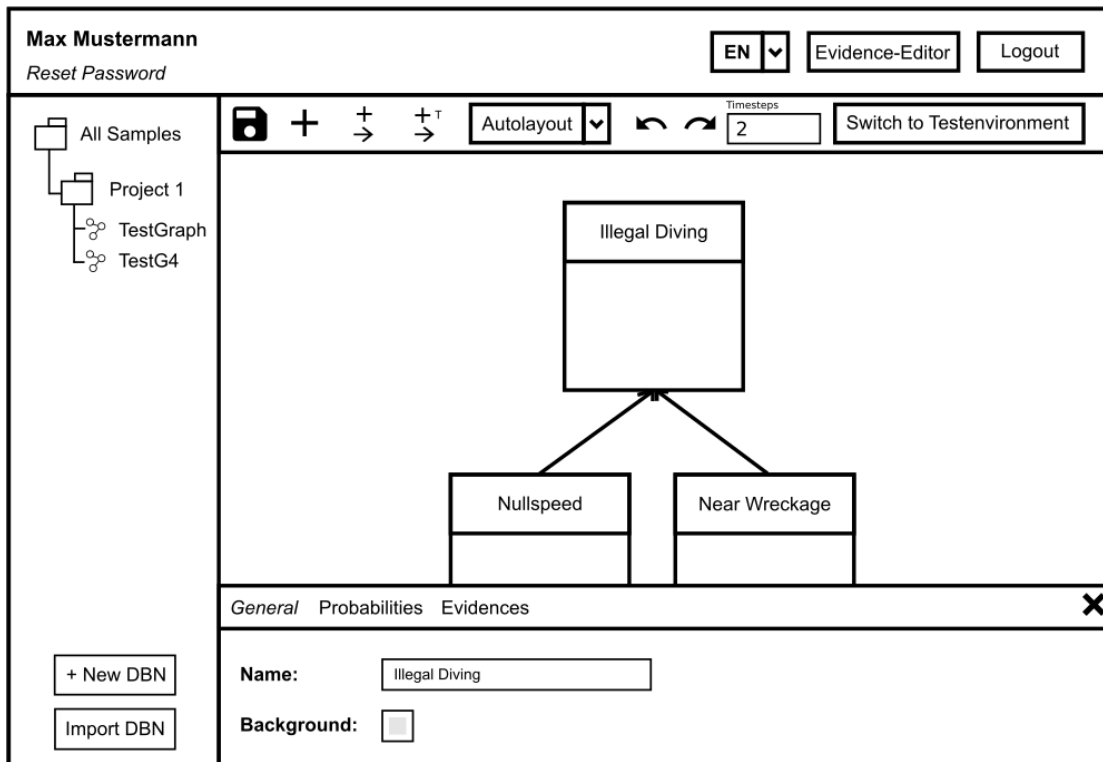 Max Mustermann
Reset Password
EN
Evidence-Editor
Logout
All Samples
Project 1
TestGraph
TestG4
+ New DBN
Import DBN
T
Autolayout
Timesteps
2
Switch to Testenvironment
Illegal Diving
Nullspeed
Near Wreckage
General Probabilities Evidences
Name: Illegal Diving
Background: